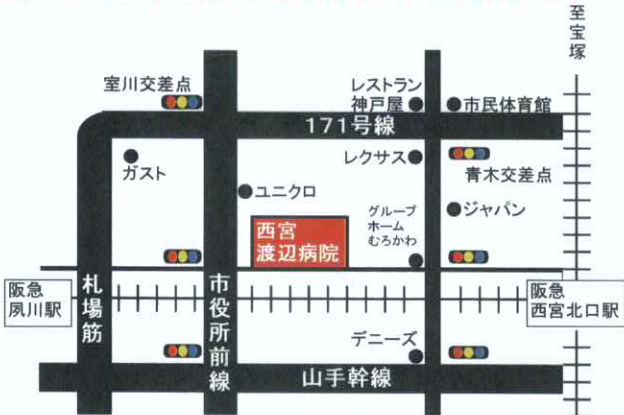 至宝塚
室川交差点
レストラン
神戸屋
市民体育館
171号線
ガスト
レクサス
青木交差点
ユニクロ
ジャパン
グループ
ホーム
むろかわ
西宮
渡辺病院
阪急
夙川駅
札場筋
市役所前線
阪急
西宮北口駅
デニーズ
山手幹線